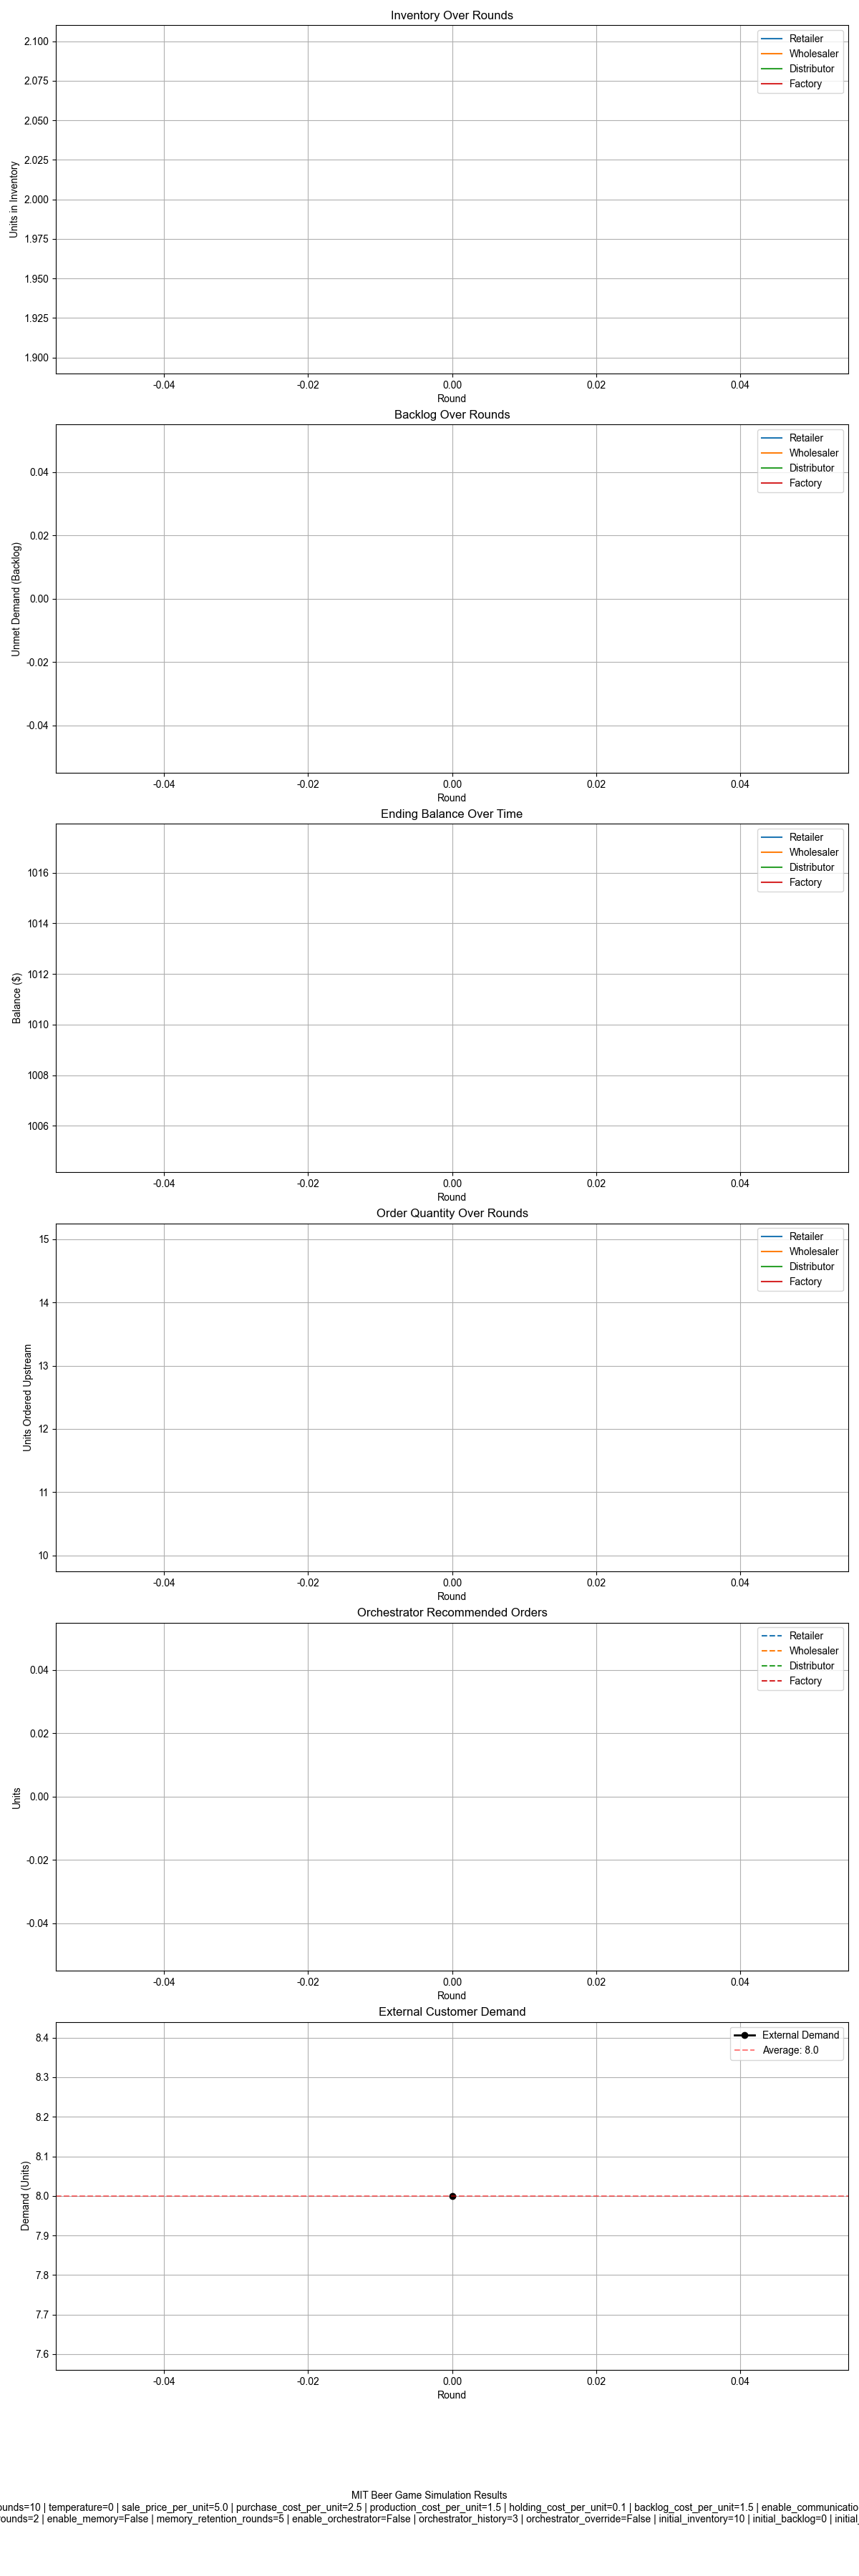 Inventory Over Rounds
2.100
2.075
2.050
2.025
2.000
1.975
1.950
1.925
1.900
Units in Inventory
Retailer
Wholesaler
Distributor
Factory
-0.04 -0.02 0.00 0.02 0.04
Round
Backlog Over Rounds
0.04
0.02
0.00
-0.02
-0.04
Unmet Demand (Backlog)
Retailer
Wholesaler
Distributor
Factory
-0.04 -0.02 0.00 0.02 0.04
Round
Ending Balance Over Time
1016
1014
1012
1010
1008
1006
Balance ($)
Retailer
Wholesaler
Distributor
Factory
-0.04 -0.02 0.00 0.02 0.04
Round
Order Quantity Over Rounds
15
14
13
12
11
10
Units Ordered Upstream
Retailer
Wholesaler
Distributor
Factory
-0.04 -0.02 0.00 0.02 0.04
Round
Orchestrator Recommended Orders
0.04
0.02
0.00
-0.02
-0.04
Units
Retailer
Wholesaler
Distributor
Factory
-0.04 -0.02 0.00 0.02 0.04
Round
External Customer Demand
8.4
8.3
8.2
8.1
8.0
7.9
7.8
7.7
7.6
Demand (Units)
External Demand
Average: 8.0
-0.04 -0.02 0.00 0.02 0.04
Round
MIT Beer Game Simulation Results
ounds=10 | temperature=0 | sale_price_per_unit=5.0 | purchase_cost_per_unit=2.5 | production_cost_per_unit=1.5 | holding_cost_per_unit=0.1 | backlog_cost_per_unit=1.5 | enable_communicatio
rounds=2 | enable_memory=False | memory_retention_rounds=5 | enable_orchestrator=False | orchestrator_history=3 | orchestrator_override=False | initial_inventory=10 | initial_backlog=0 | initial_